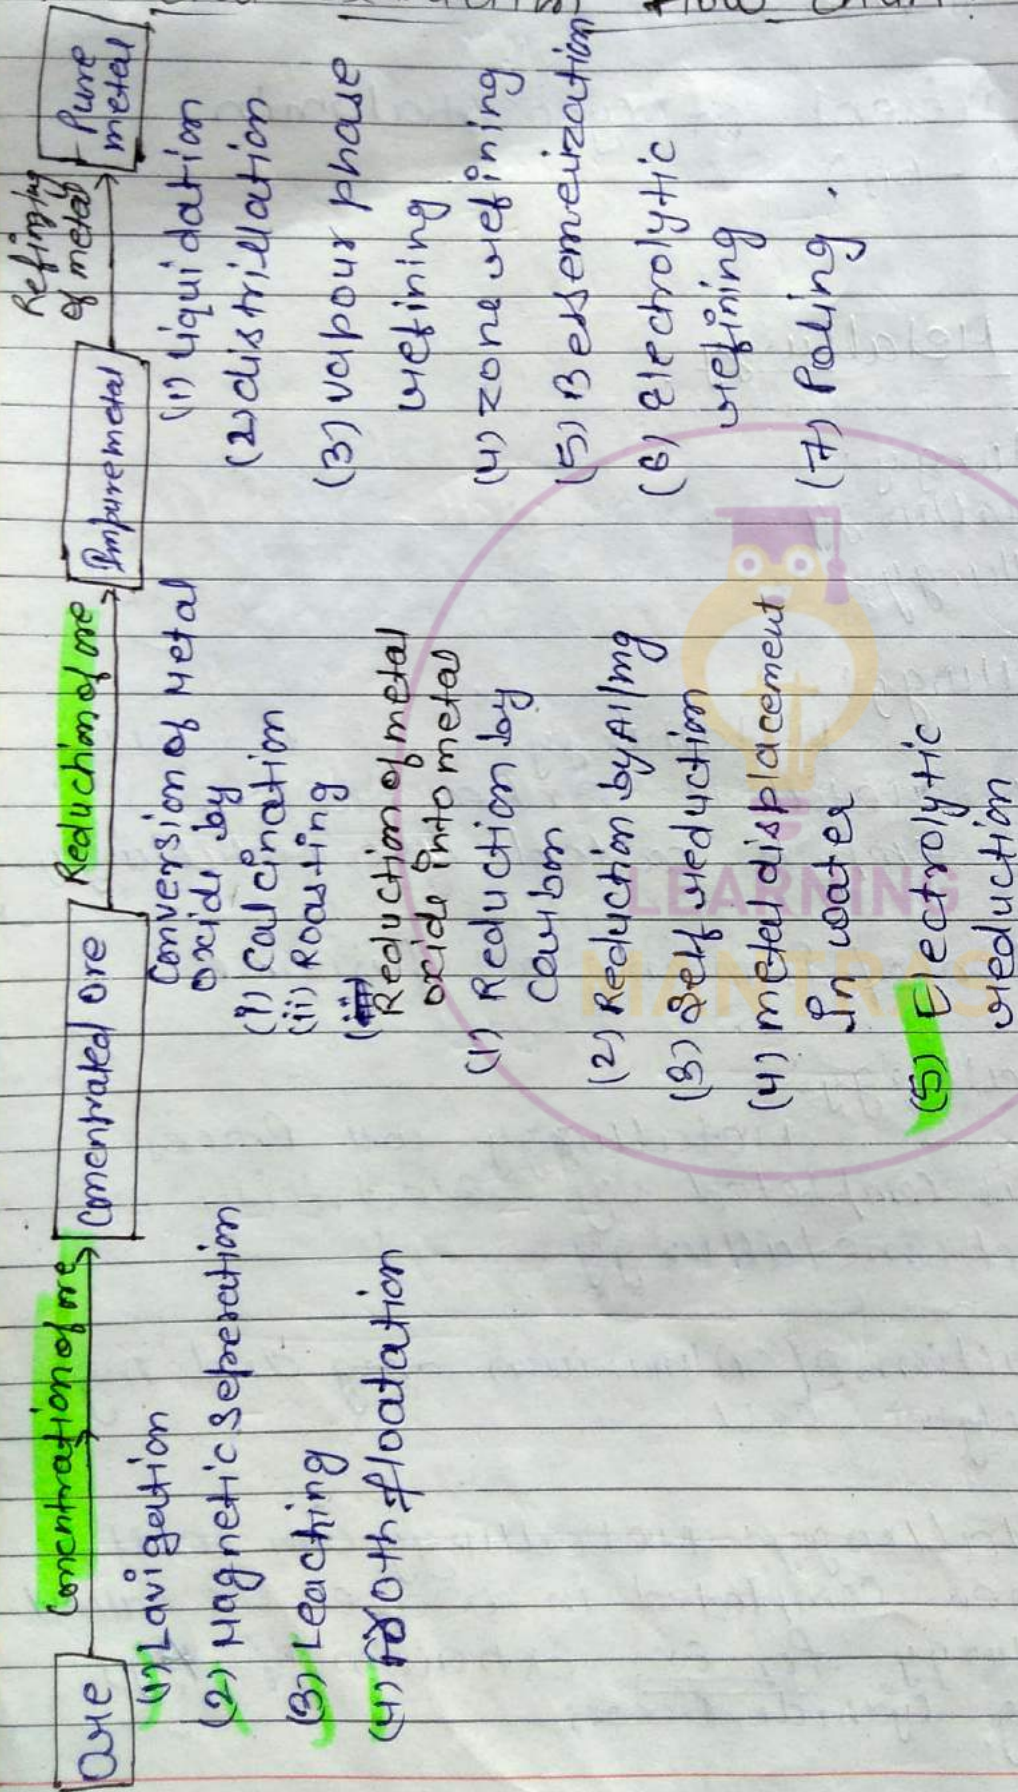 Flow Chart
Ore
Concentration of ore
Concentrated ore
Reduction of ore
Impure metal
Refining
of metal
Pure
metal
(1) Lavigation
(2) Magnetic Seperation
(3) Leaching
(4) Froth floatation
Conversion of Metal
oxide by
(i) Calcination
(ii) Roasting
(iii)
Reduction of metal
oxide into metal
(1) Reduction by
Carbon
(2) Reduction by Al/mg
(3) Self reduction
(4) metal displacement
In water
(5) Electrolytic
reduction
(1) Liquidation
(2) distrillation
(3) vapour phase
refining
(4) zone refining
(5) Bessemerization
(6) Electrolytic
refining
(7) Poling.
LEARNING
MANTRAS